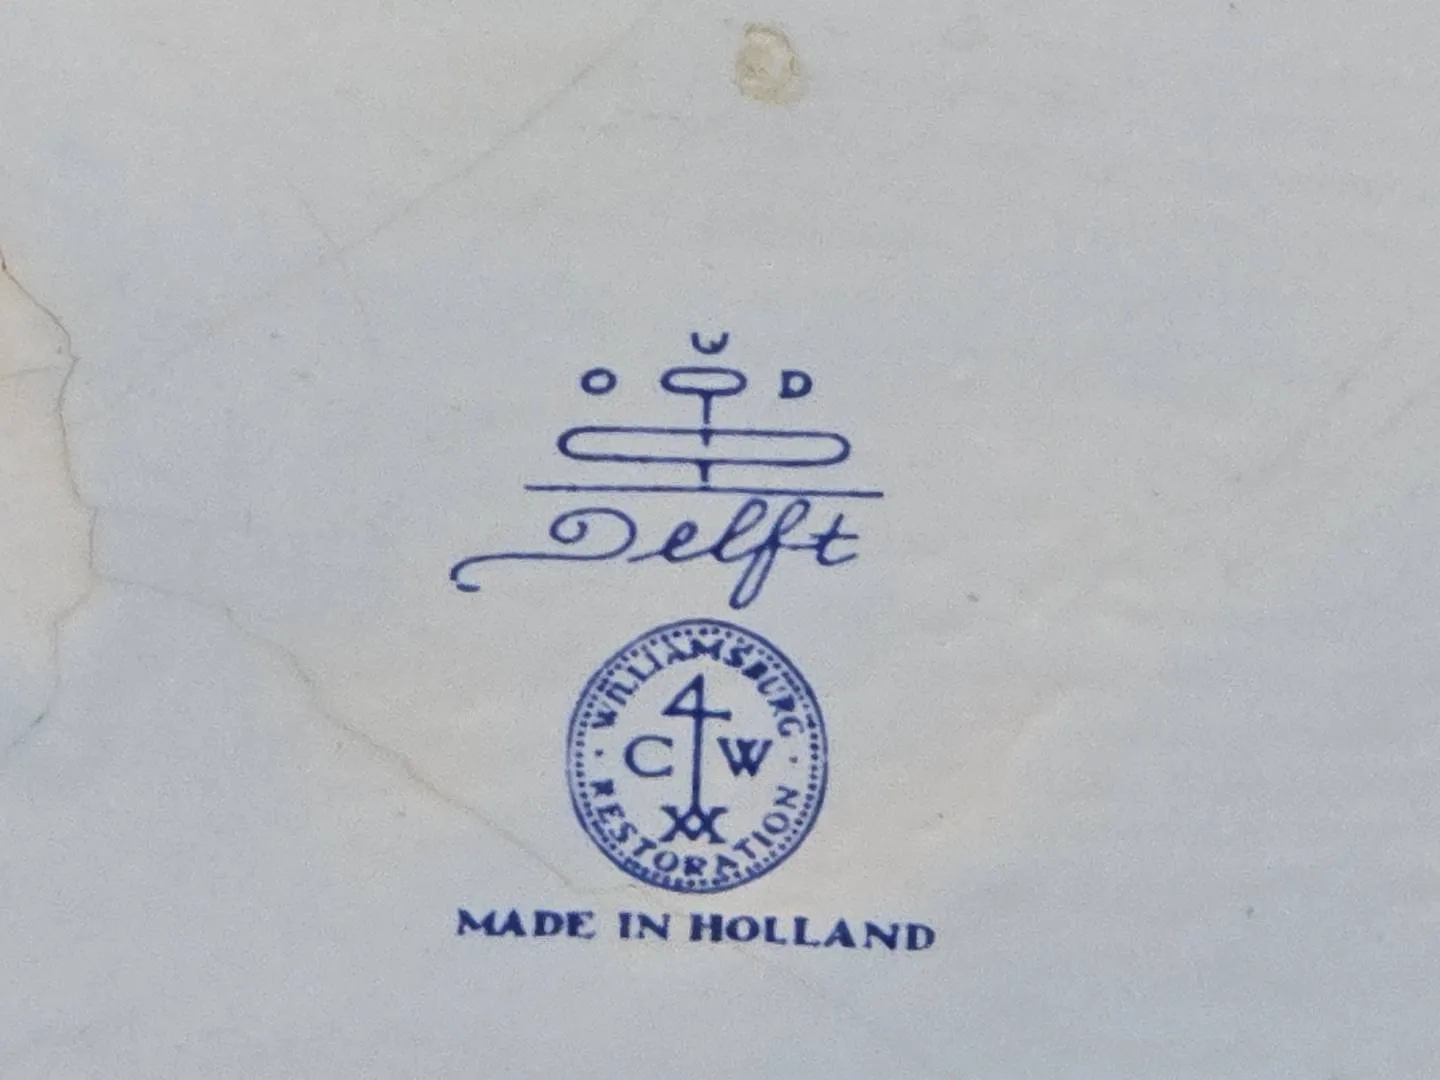 O D
Delft
WILLIAMSBURG
C W
RESTORATION
MADE IN HOLLAND